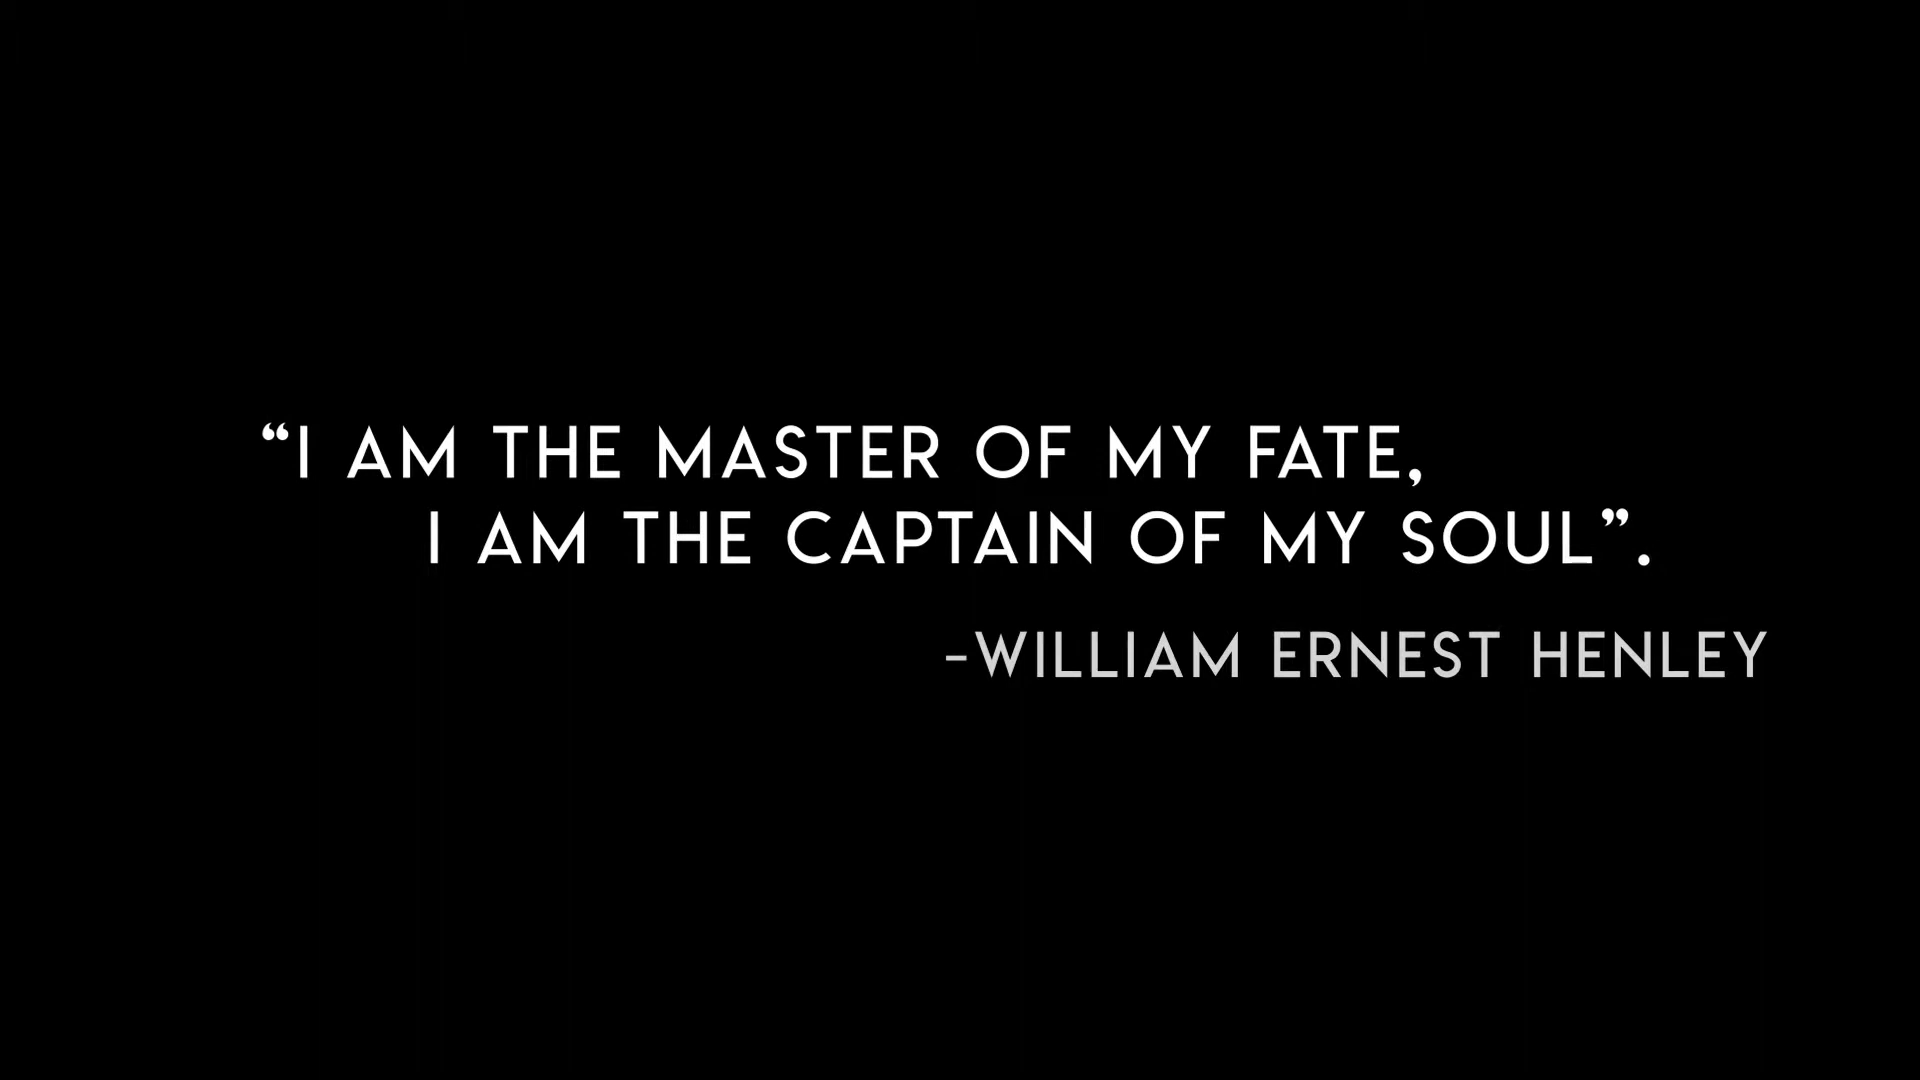 “I AM THE MASTER OF MY FATE,
I AM THE CAPTAIN OF MY SOUL”.
-WILLIAM ERNEST HENLEY